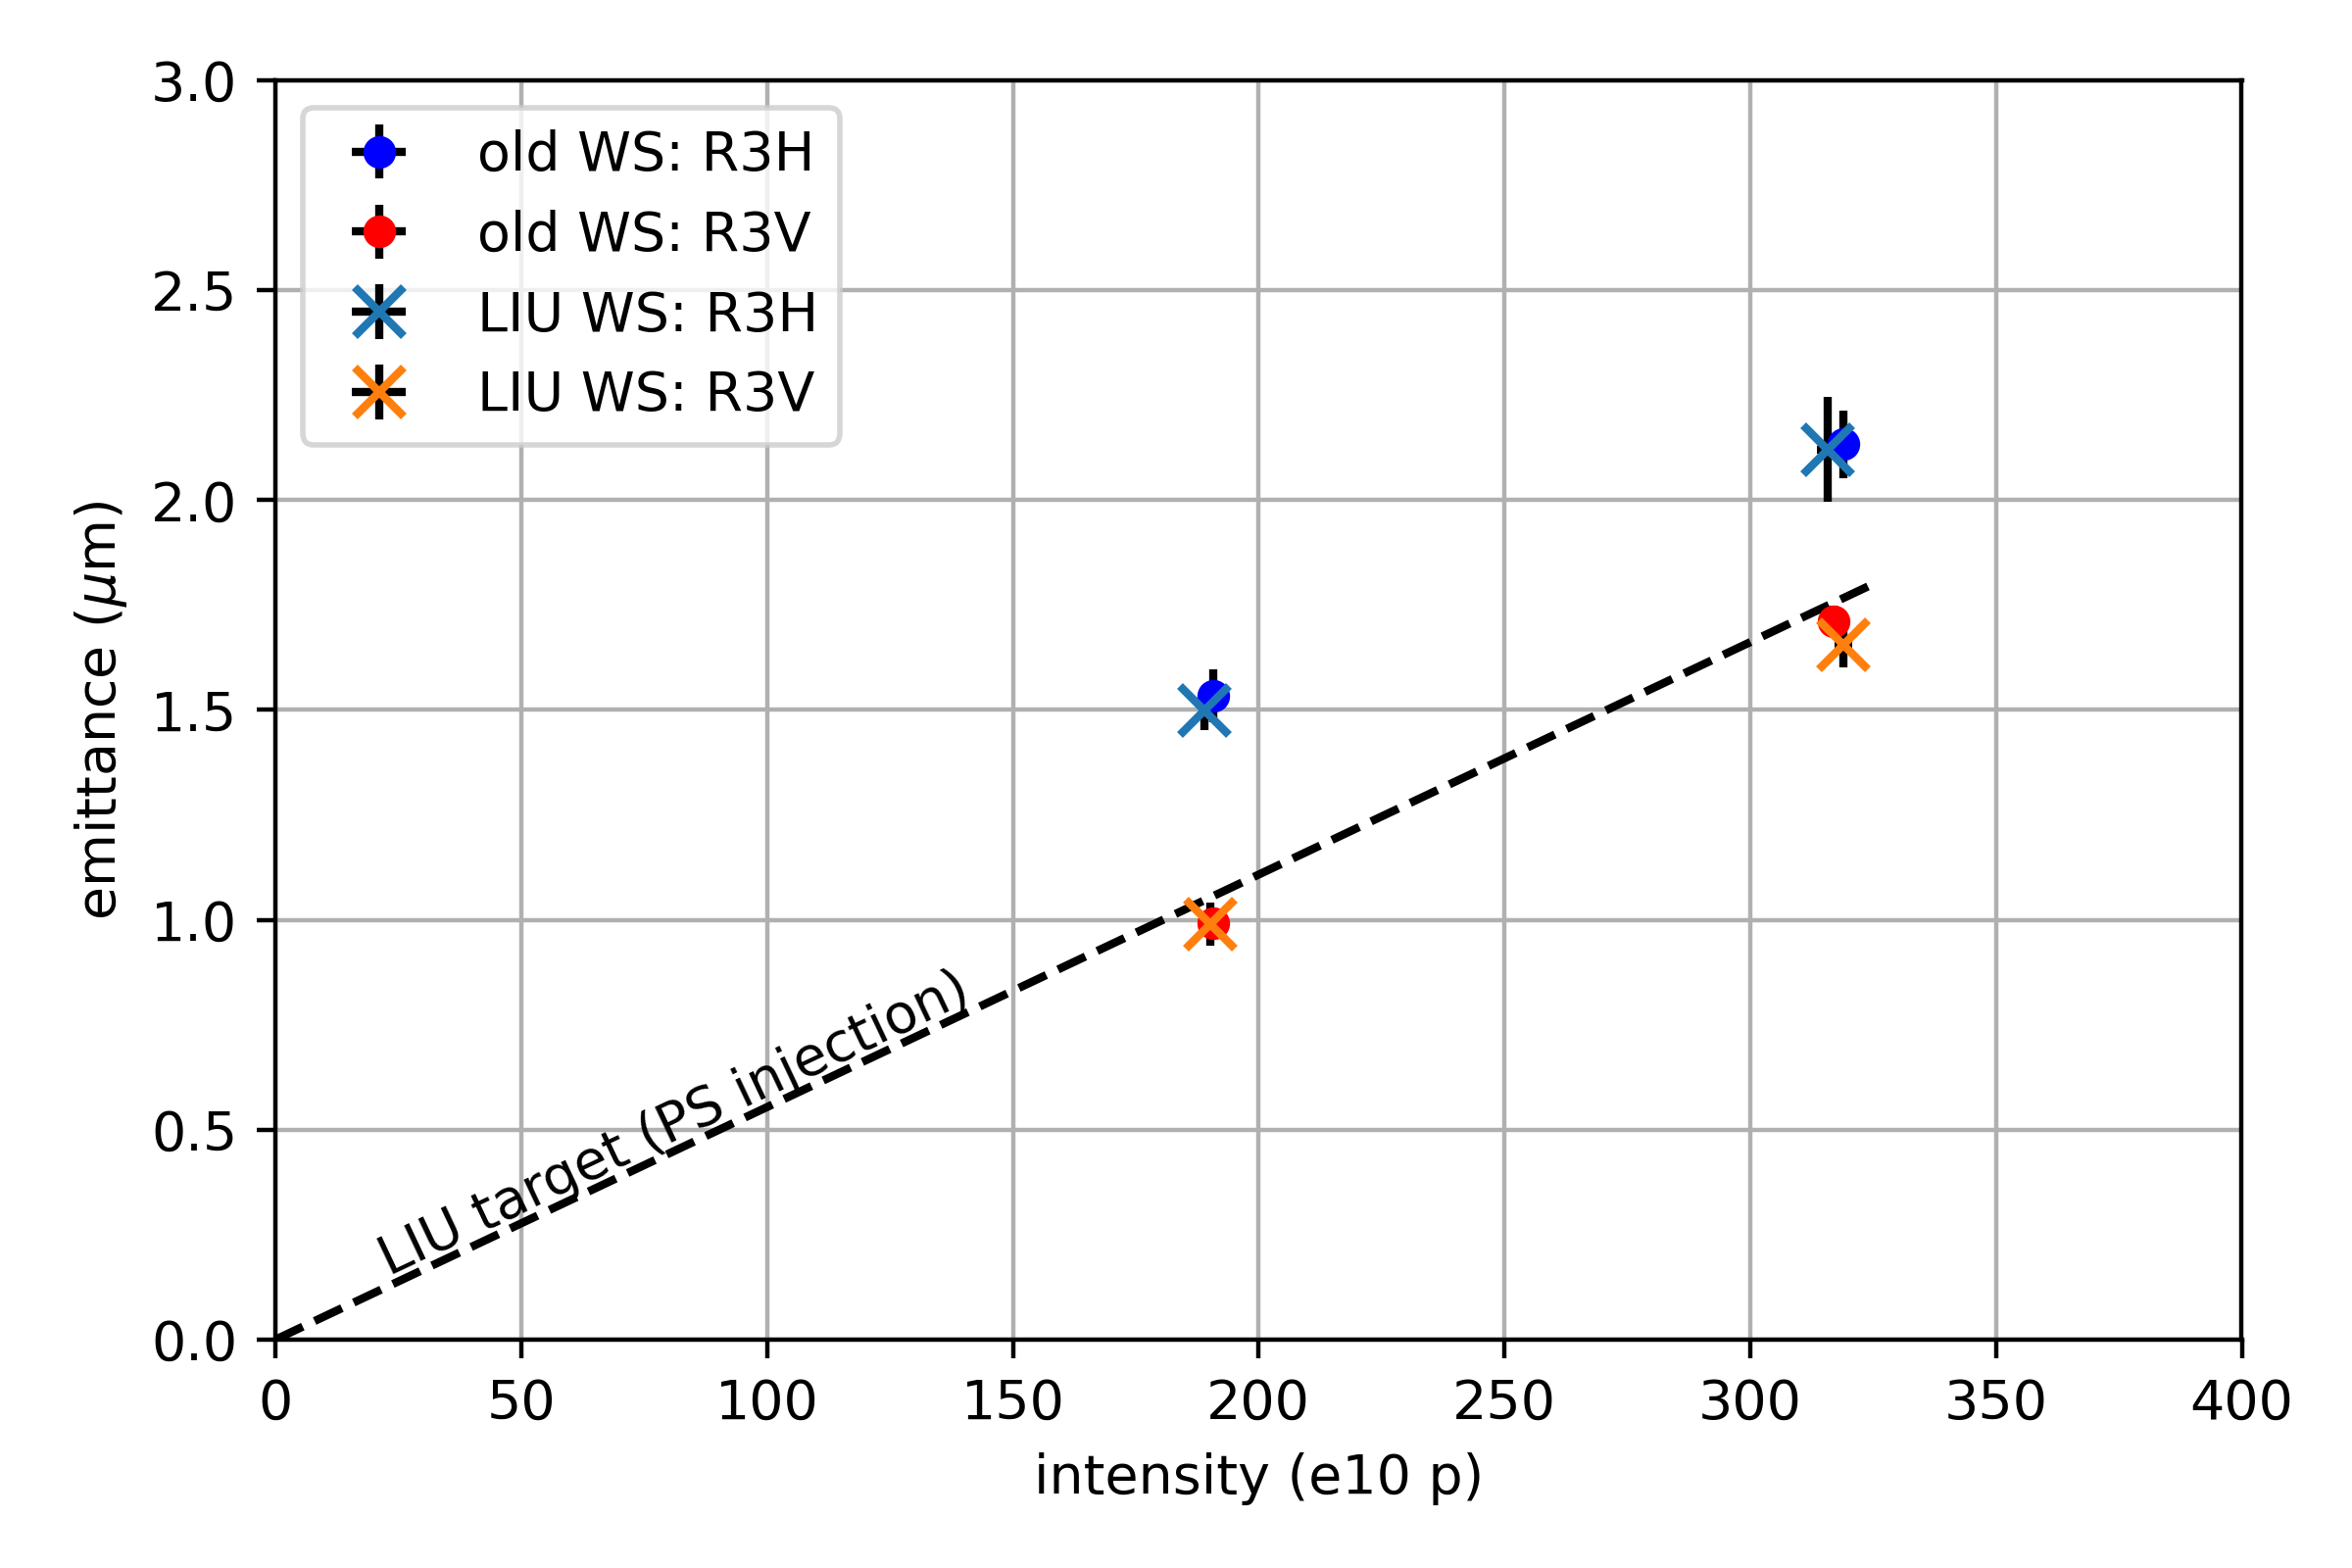 3.0
2.5
2.0
1.5
1.0
0.5
0.0
emittance (μm)
old WS: R3H
old WS: R3V
LIU WS: R3H
LIU WS: R3V
LIU target (PS injection)
0 50 100 150 200 250 300 350 400
intensity (e10 p)